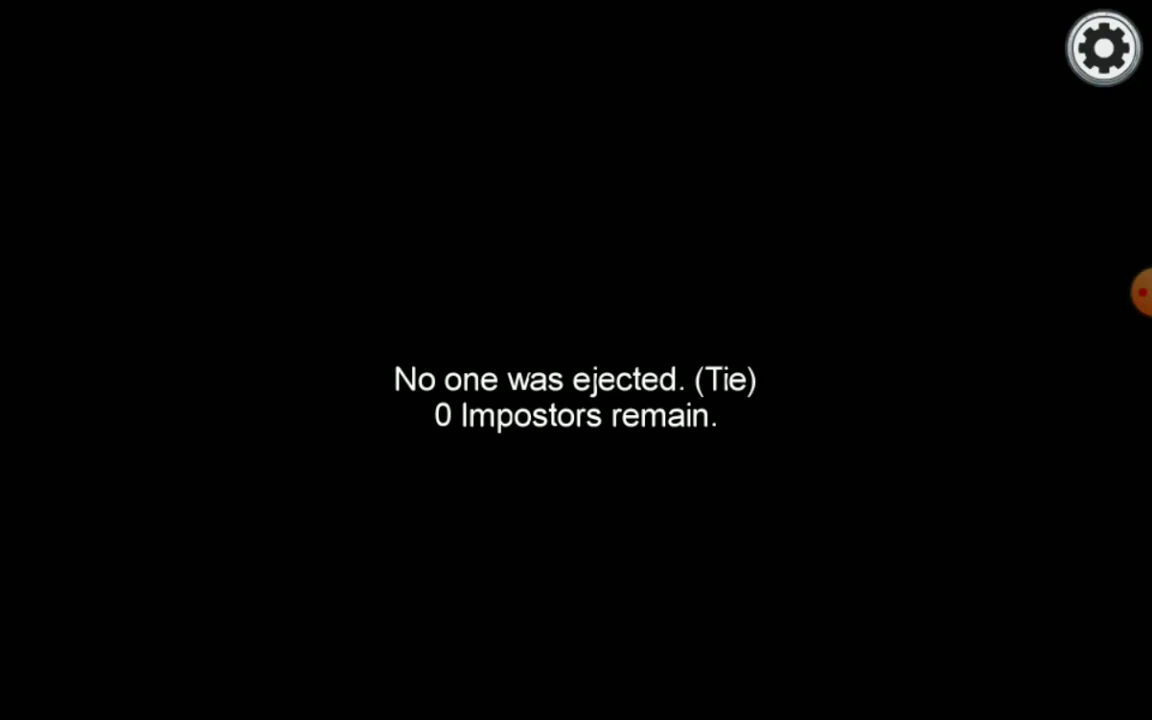 No one was ejected. (Tie)
0 Impostors remain.